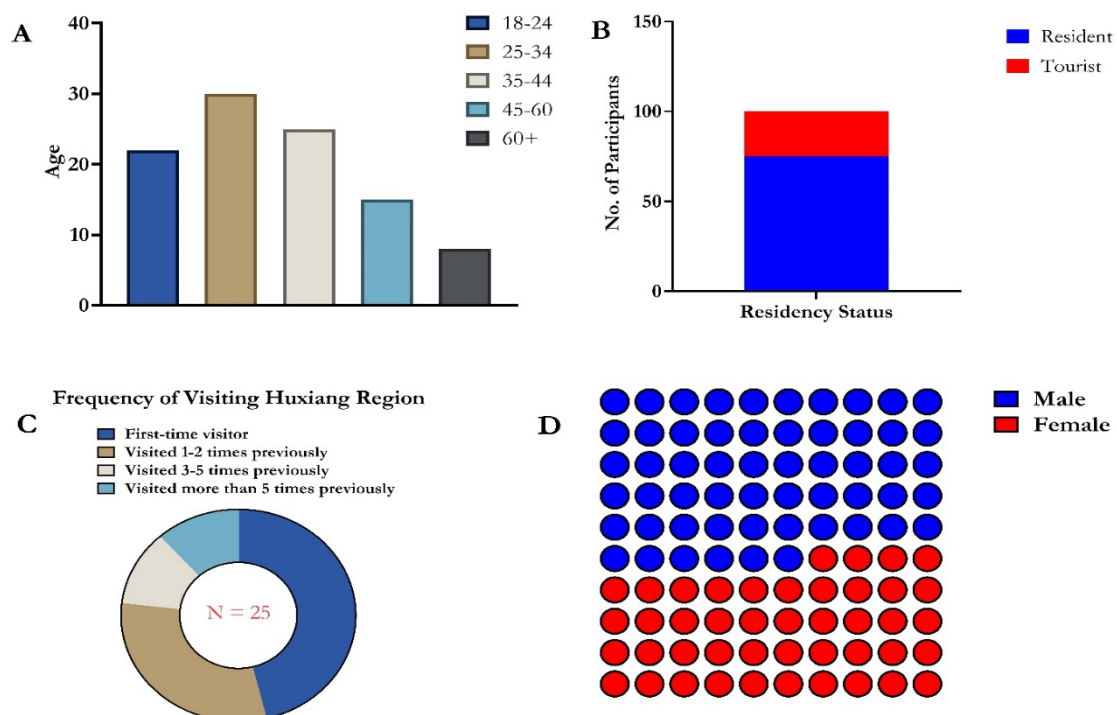 A
40
30
20
10
0
Age
18-24
25-34
35-44
45-60
60+
B
150
100
50
0
No. of Participants
Residency Status
Resident
Tourist
Frequency of Visiting Huxiang Region
C
First-time visitor
Visited 1-2 times previously
Visited 3-5 times previously
Visited more than 5 times previously
N = 25
D
Male
Female